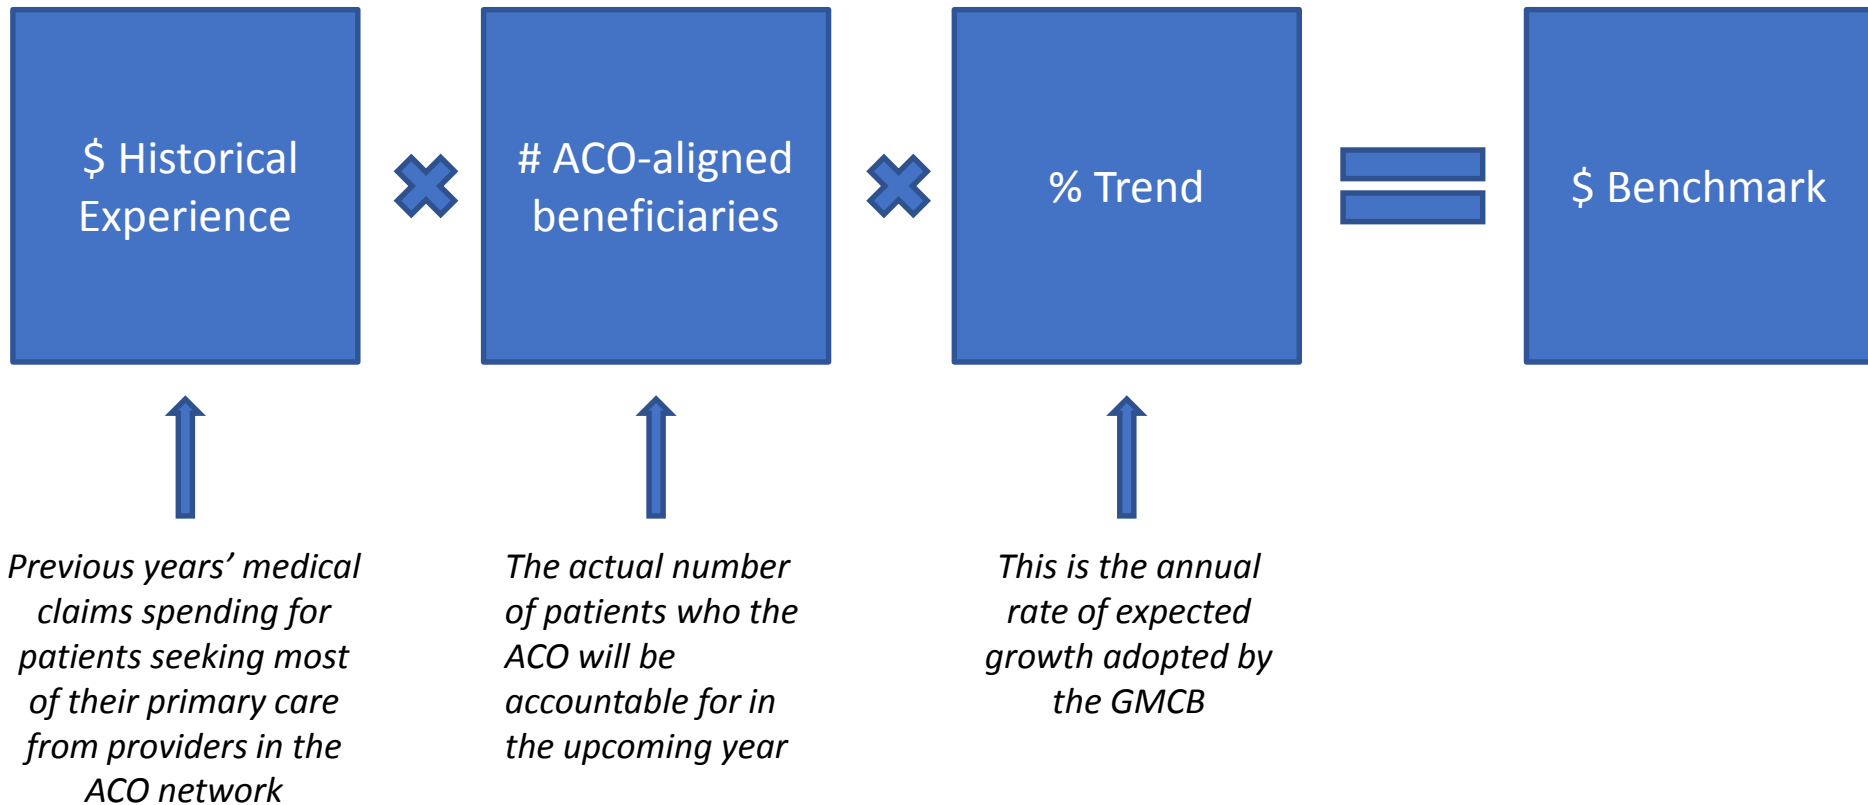 $ Historical
Experience
# ACO-aligned
beneficiaries
% Trend
$ Benchmark
Previous years’ medical
claims spending for
patients seeking most
of their primary care
from providers in the
ACO network
The actual number
of patients who the
ACO will be
accountable for in
the upcoming year
This is the annual
rate of expected
growth adopted by
the GMCB